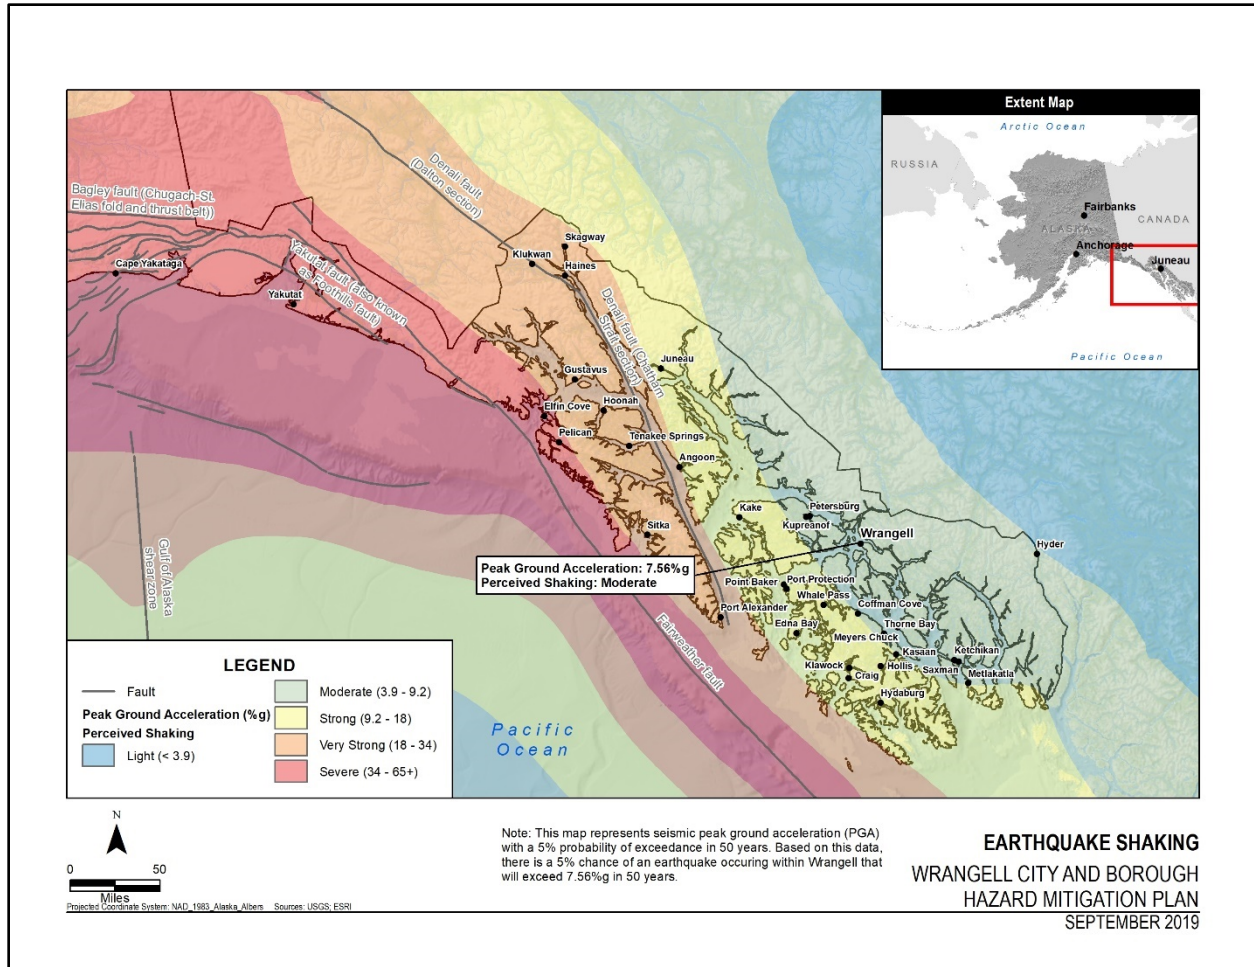 Extent Map
Arctic Ocean
RUSSIA
Fairbanks
CANADA
ALASKA
Anchorage
Juneau
Pacific Ocean
Denali fault
(Dalton section)
Bagley fault (Chugach-St.
Elias fold and thrust belt))
Skagway
Klukwan
Haines
Cape Yakataga
Yakutat fault (also known
as Foothills fault)
Yakutat
Denali fault (Chatham
Strait section)
Juneau
Gustavus
Elfin Cove
Hoonah
Pelican
Tenakee Springs
Angoon
Petersburg
Kake
Kupreanof
Sitka
Wrangell
Hyder
Gulf of Alaska
shear zone
Peak Ground Acceleration: 7.56%g
Perceived Shaking: Moderate
Point Baker
Port Protection
Whale Pass
Port Alexander
Coffman Cove
Edna Bay
Thorne Bay
Meyers Chuck
Fairweather fault
Kasaan
Ketchikan
Klawock
Hollis
Saxman
Craig
Metlakatla
Hydaburg
Pacific
Ocean
LEGEND
Fault
Peak Ground Acceleration (%g)
Perceived Shaking
Light (< 3.9)
Moderate (3.9 - 9.2)
Strong (9.2 - 18)
Very Strong (18 - 34)
Severe (34 - 65+)
N
0 50
Miles
Projected Coordinate System: NAD_1983_Alaska_Albers Sources: USGS; ESRI
Note: This map represents seismic peak ground acceleration (PGA)
with a 5% probability of exceedance in 50 years. Based on this data,
there is a 5% chance of an earthquake occuring within Wrangell that
will exceed 7.56%g in 50 years.
EARTHQUAKE SHAKING
WRANGELL CITY AND BOROUGH
HAZARD MITIGATION PLAN
SEPTEMBER 2019